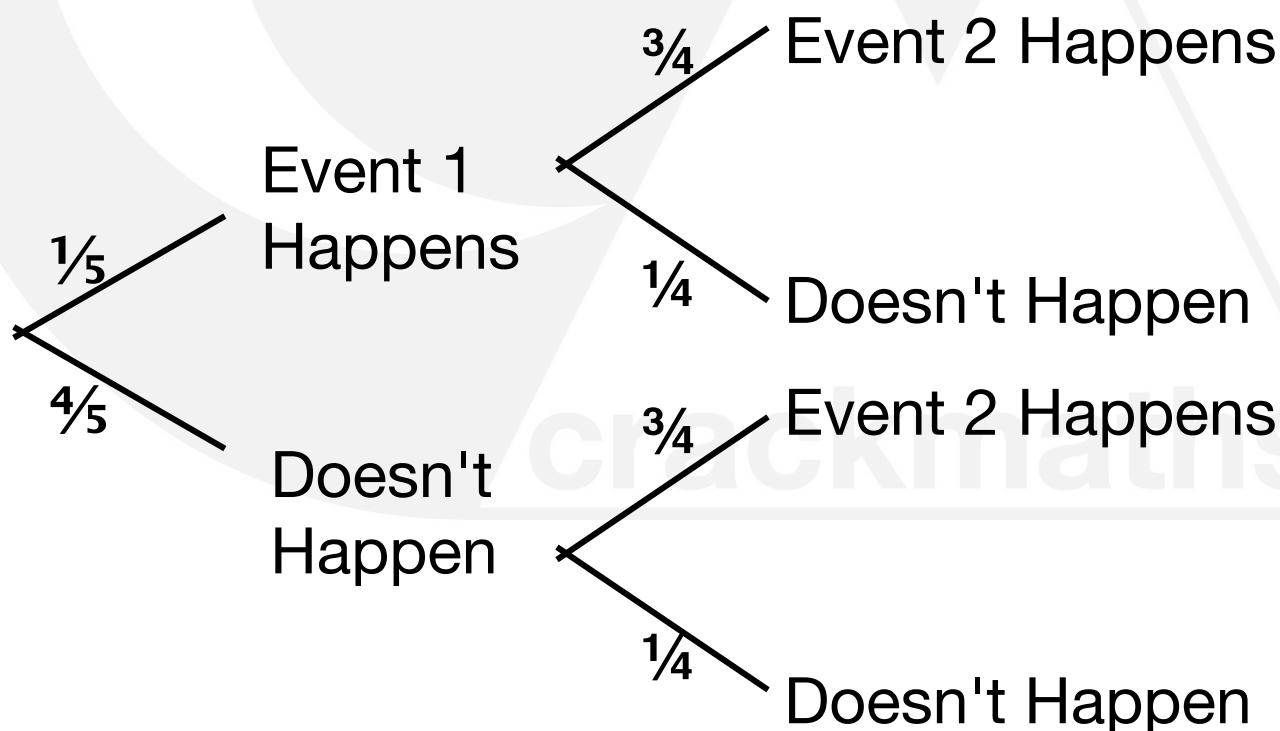 ¾
Event 2 Happens
Event 1
Happens
⅕
¼
Doesn't Happen
⅘
¾
Event 2 Happens
crackmaths
Doesn't
Happen
¼
Doesn't Happen